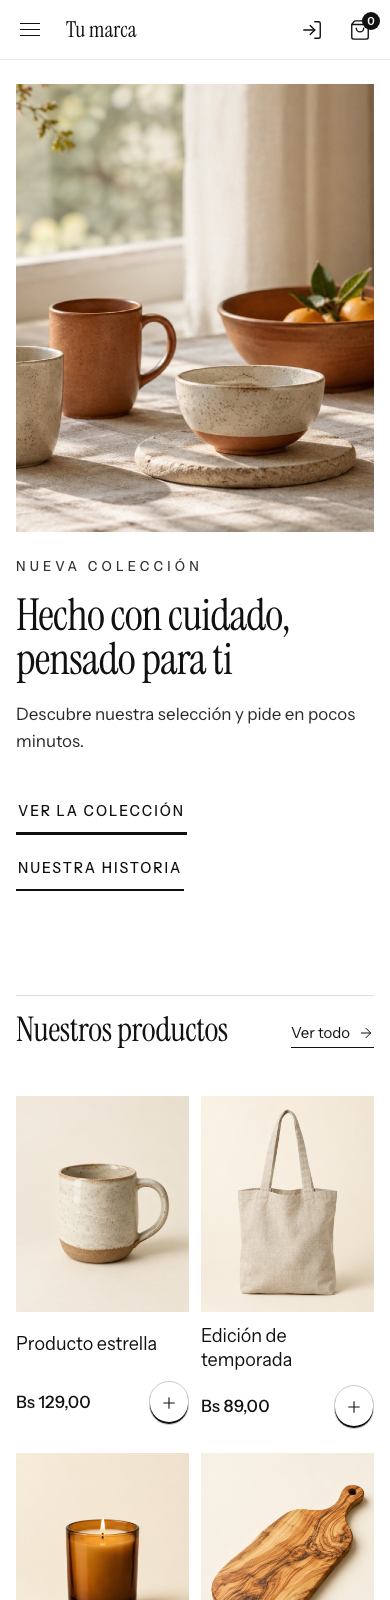 Tu marca
0
NUEVA COLECCIÓN
Hecho con cuidado,
pensado para ti
Descubre nuestra selección y pide en pocos
minutos.
VER LA COLECCIÓN
NUESTRA HISTORIA
Nuestros productos
Ver todo
Producto estrella
Bs 129,00
Edición de
temporada
Bs 89,00